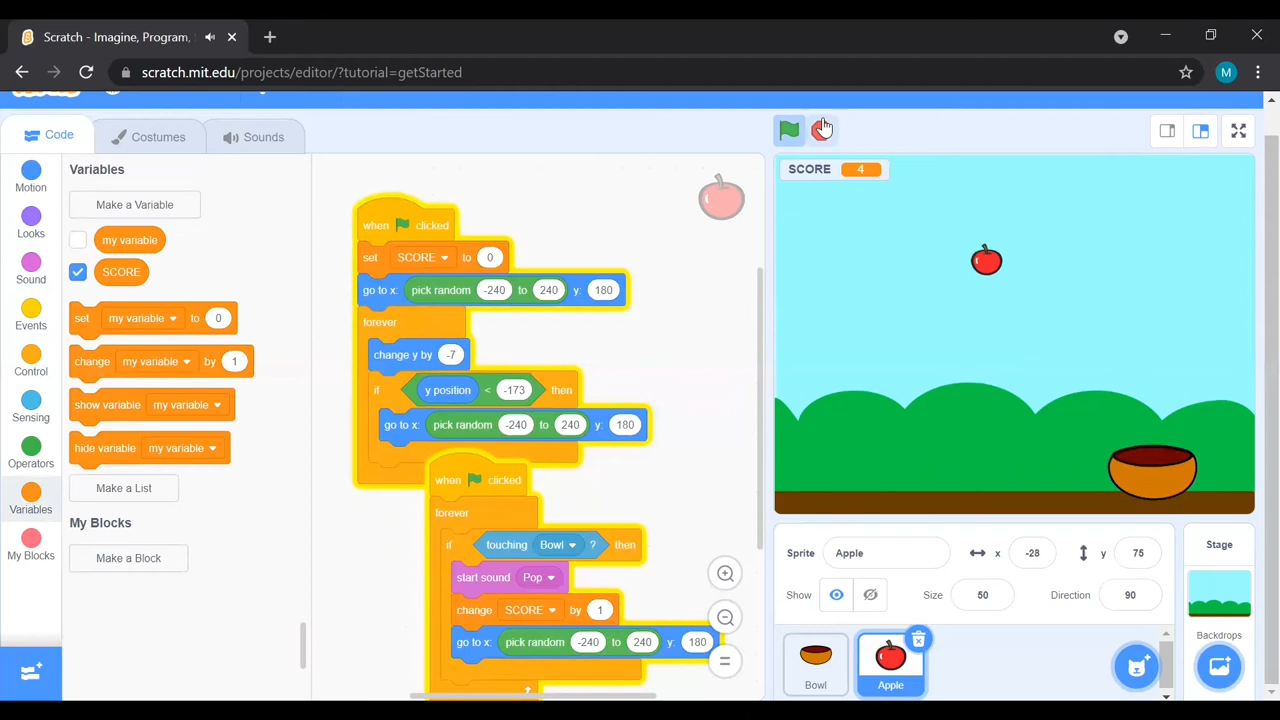 Scratch - Imagine, Program,
scratch.mit.edu/projects/editor/?tutorial=getStarted
M
Code
Costumes
Sounds
Motion
Looks
Sound
Events
Control
Sensing
Operators
Variables
My Blocks
Variables
Make a Variable
my variable
SCORE
set my variable to 0
change my variable by 1
show variable my variable
hide variable my variable
Make a List
My Blocks
Make a Block
when clicked
set SCORE to 0
go to x: pick random -240 to 240 y: 180
forever
change y by -7
if y position < -173 then
go to x: pick random -240 to 240 y: 180
when clicked
forever
if touching Bowl ? then
start sound Pop
change SCORE by 1
go to x: pick random -240 to 240 y: 180
SCORE 4
Sprite Apple x -28 y 75
Show Size 50 Direction 90
Bowl
Apple
Stage
Backdrops